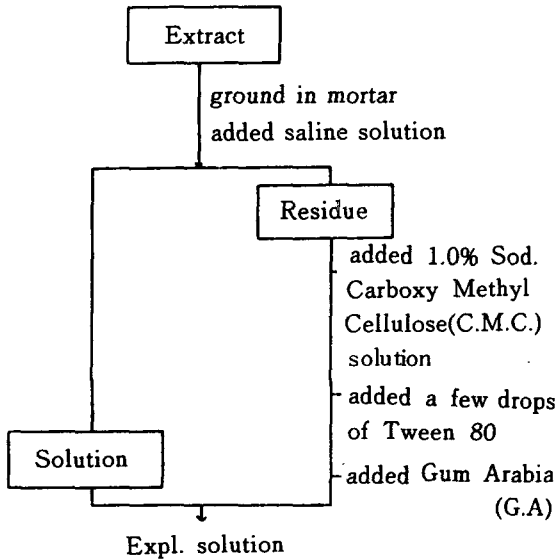 Extract
ground in mortar
added saline solution
Residue
added 1.0% Sod.
Carboxy Methyl
Cellulose(C.M.C.)
solution
added a few drops
of Tween 80
Solution
added Gum Arabia
(G.A)
Expl. solution